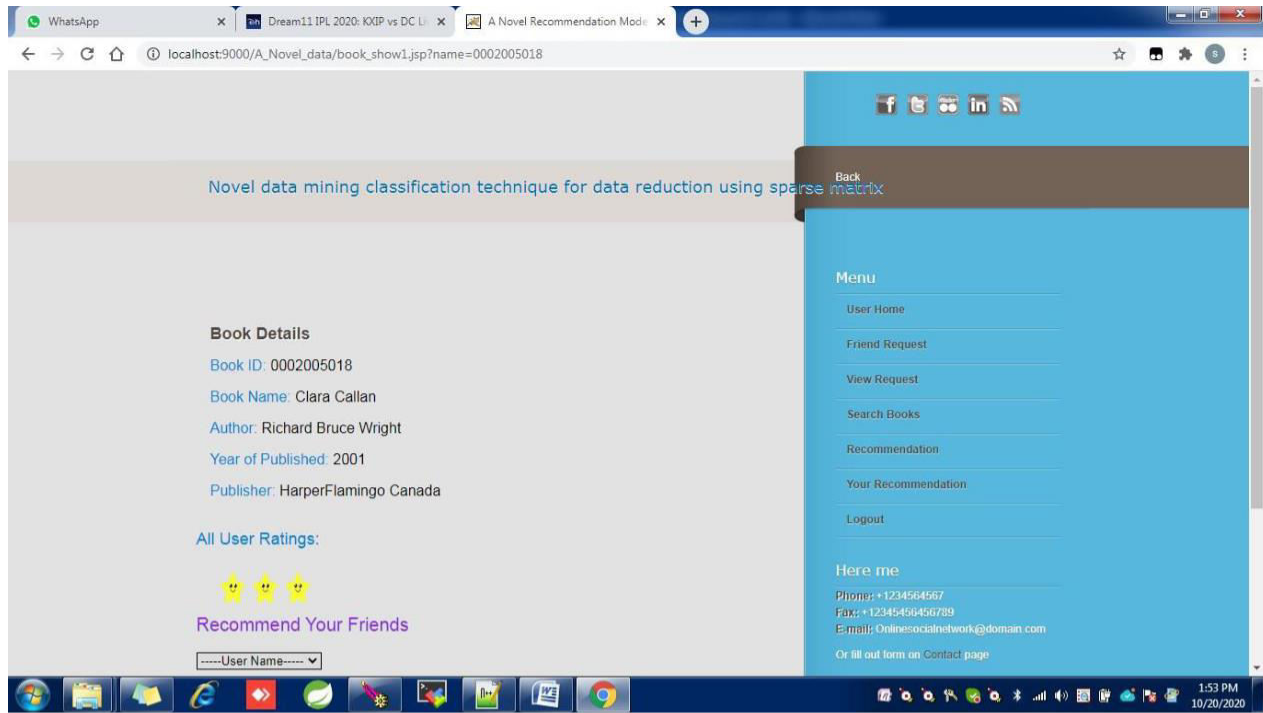 WhatsApp
Dream11 IPL 2020: KXIP vs DC Li
A Novel Recommendation Mode
localhost:9000/A_Novel_data/book_show1.jsp?name=0002005018
Back
Novel data mining classification technique for data reduction using sparse matrix
Menu
User Home
Friend Request
View Request
Search Books
Recommendation
Your Recommendation
Logout
Book Details
Book ID: 0002005018
Book Name: Clara Callan
Author: Richard Bruce Wright
Year of Published: 2001
Publisher: HarperFlamingo Canada
All User Ratings:
Recommend Your Friends
-----User Name-----
Here me
Phone: +1234564567
Fax: +12345456456789
E-mail: Onlinesocialnetwork@domain.com
Or fill out form on Contact page
1:53 PM
10/20/2020